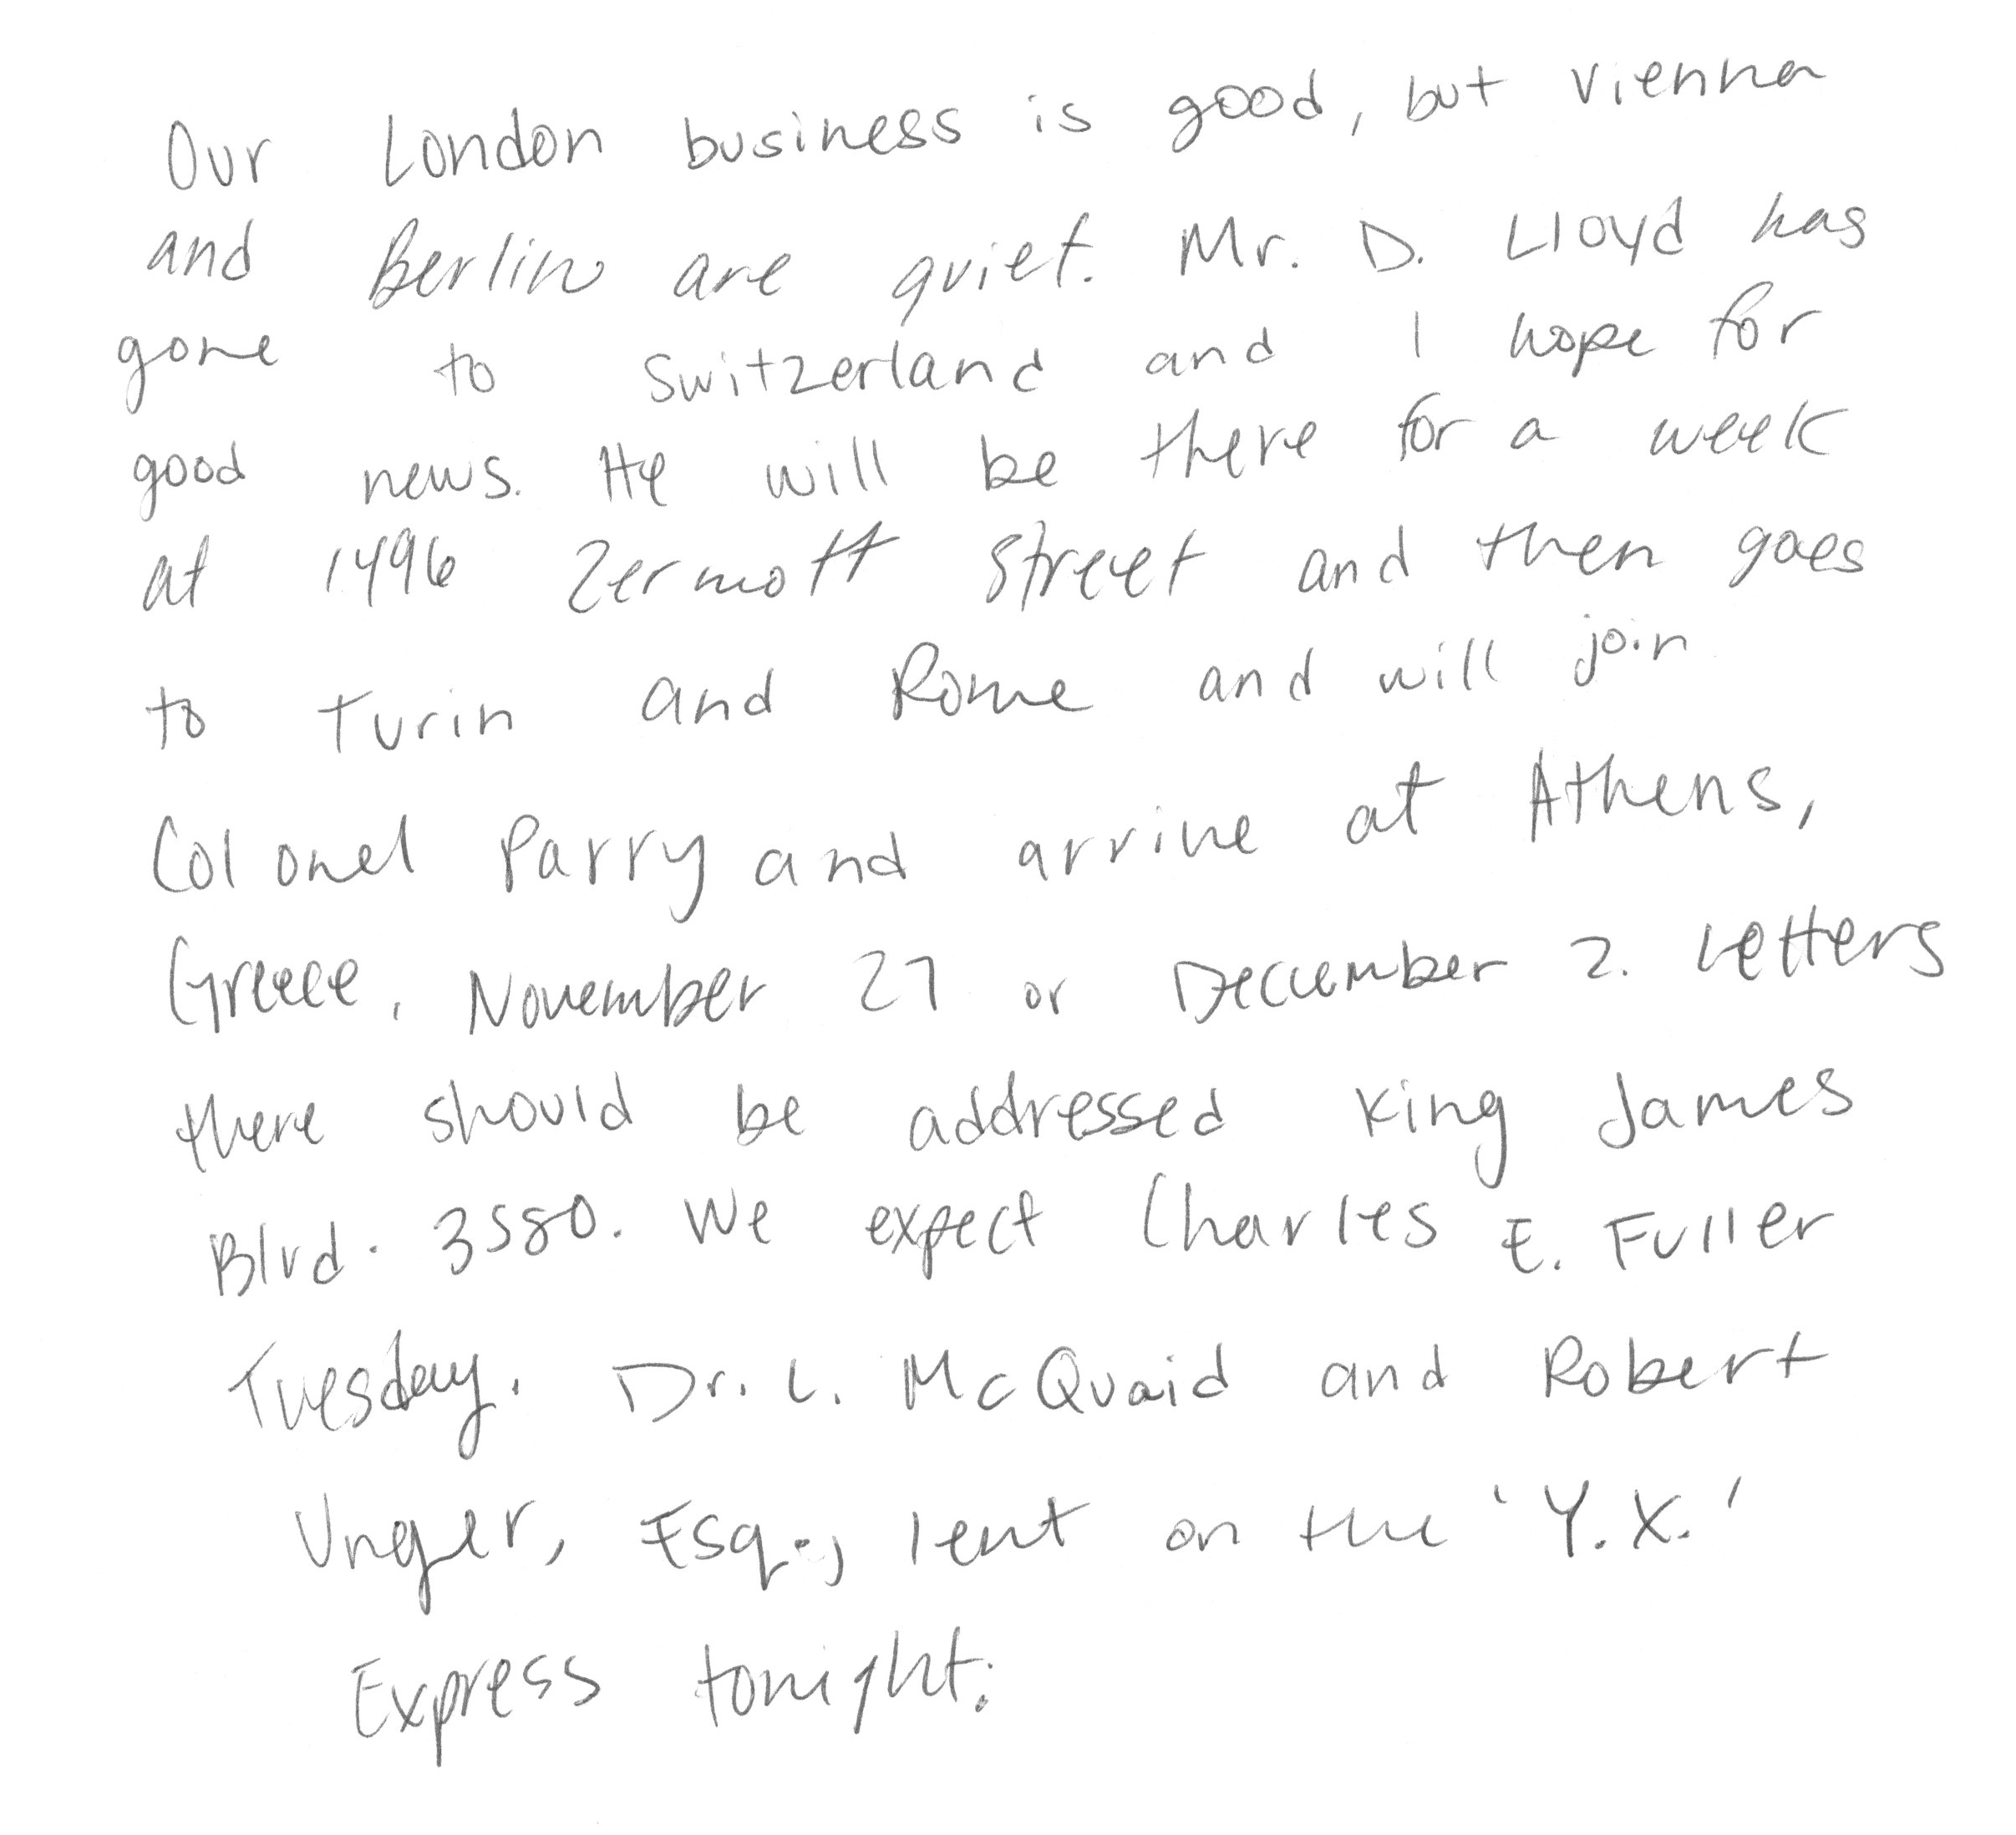 Our London business is good, but Vienna
and Berlin are quiet. Mr. D. Lloyd has
gone to Switzerland and I hope for
good news. He will be there for a week
at 1496 Zermott Street and then goes
to Turin and Rome and will join
Colonel Parry and arrive at Athens,
Greece, November 27 or December 2. Letters
there should be addressed King James
Blvd. 3580. We expect Charles E. Fuller
Tuesday. Dr. L. McQuaid and Robert
Unger, Esq., lent on the 'Y.X.'
Express tonight.